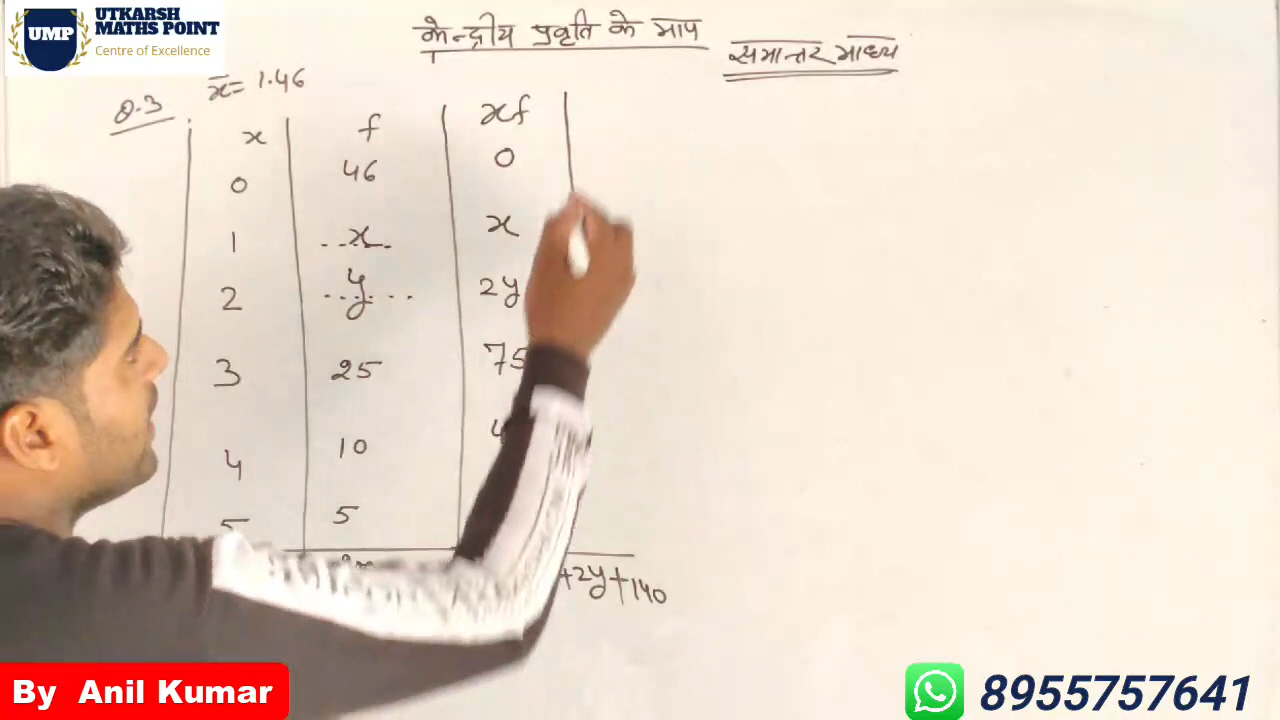 UTKARSH
MATHS POINT
UMP
Centre of Excellence
केन्द्रीय प्रवृति के माप
समान्तर माध्य
Q.3 x̄ = 1.46
x f xf
0 46 0
1 ...x... x
2 ...y... 2y
3 25 75
4 10 4
5 5
+2y+140
By Anil Kumar
8955757641